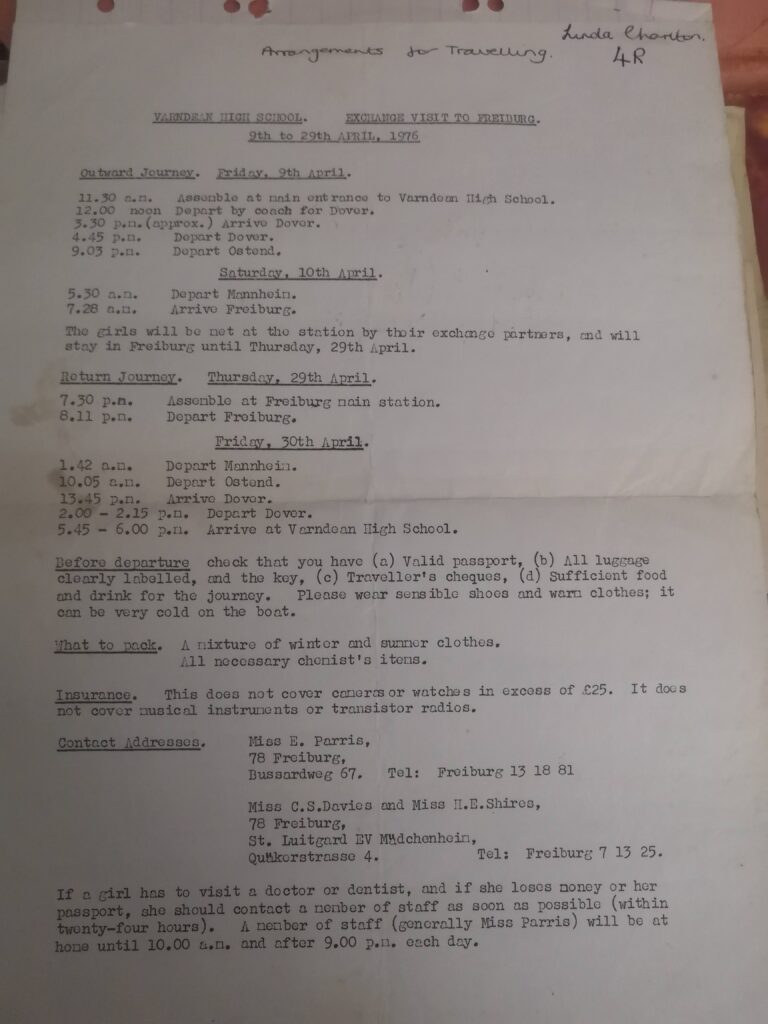 Linda Charlton.
Arrangements for Travelling. 4R
VARNDEAN HIGH SCHOOL. EXCHANGE VISIT TO FREIBURG.
9th to 29th APRIL, 1976
Outward Journey. Friday, 9th April.
11.30 a.m. Assemble at main entrance to Varndean High School.
12.00 noon Depart by coach for Dover.
3.30 p.m.(approx.) Arrive Dover.
4.45 p.m. Depart Dover.
9.03 p.m. Depart Ostend.
Saturday, 10th April.
5.30 a.m. Depart Mannheim.
7.28 a.m. Arrive Freiburg.
The girls will be met at the station by their exchange partners, and will
stay in Freiburg until Thursday, 29th April.
Return Journey. Thursday, 29th April.
7.30 p.m. Assemble at Freiburg main station.
8.11 p.m. Depart Freiburg.
Friday, 30th April.
1.42 a.m. Depart Mannheim.
10.05 a.m. Depart Ostend.
13.45 p.m. Arrive Dover.
2.00 - 2.15 p.m. Depart Dover.
5.45 - 6.00 p.m. Arrive at Varndean High School.
Before departure check that you have (a) Valid passport, (b) All luggage
clearly labelled, and the key, (c) Traveller's cheques, (d) Sufficient food
and drink for the journey. Please wear sensible shoes and warm clothes; it
can be very cold on the boat.
What to pack. A mixture of winter and summer clothes.
All necessary chemist's items.
Insurance. This does not cover cameras or watches in excess of £25. It does
not cover musical instruments or transistor radios.
Contact Addresses. Miss E. Parris,
78 Freiburg,
Bussardweg 67. Tel: Freiburg 13 18 81
Miss C.S.Davies and Miss H.E.Shires,
78 Freiburg,
St. Luitgard EV Mädchenheim,
Quäkerstrasse 4. Tel: Freiburg 7 13 25.
If a girl has to visit a doctor or dentist, and if she loses money or her
passport, she should contact a member of staff as soon as possible (within
twenty-four hours). A member of staff (generally Miss Parris) will be at
home until 10.00 a.m. and after 9.00 p.m. each day.